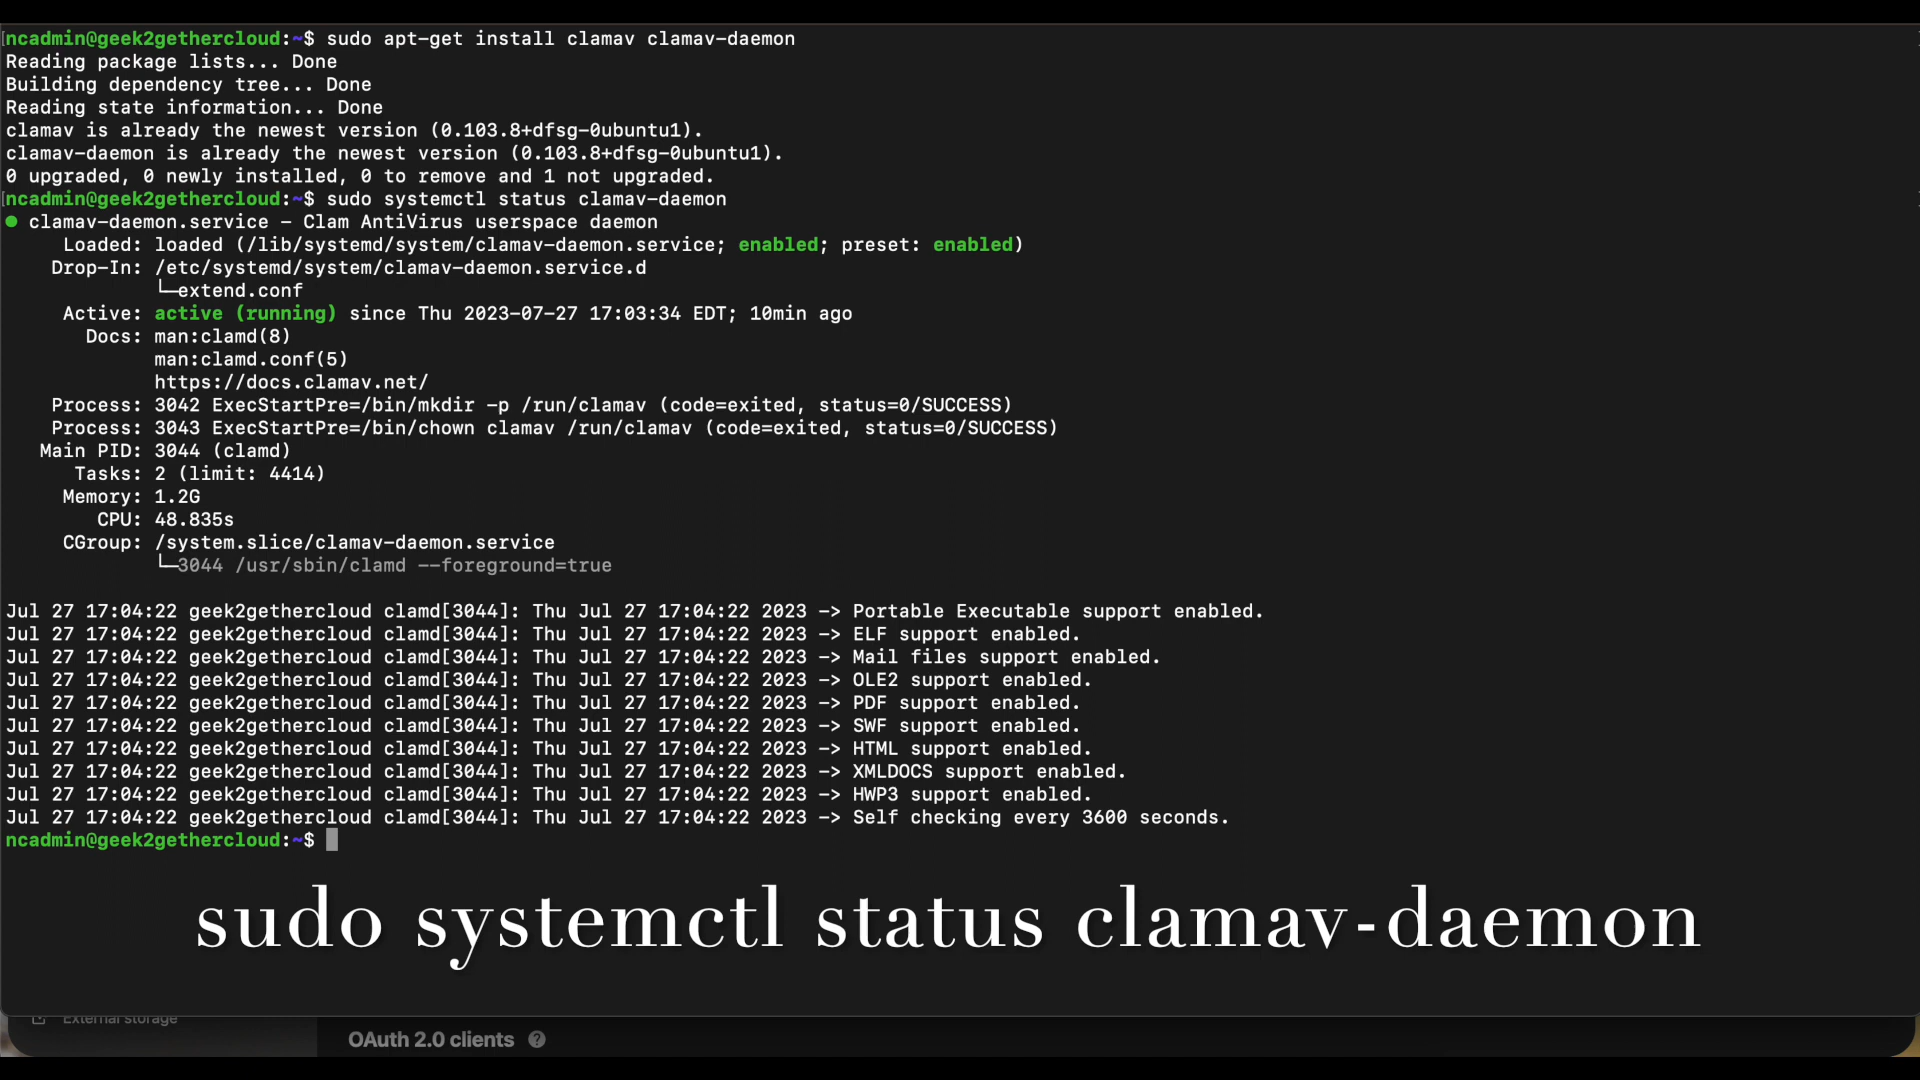 [ncadmin@geek2gethercloud:~$ sudo apt-get install clamav clamav-daemon
Reading package lists... Done
Building dependency tree... Done
Reading state information... Done
clamav is already the newest version (0.103.8+dfsg-0ubuntu1).
clamav-daemon is already the newest version (0.103.8+dfsg-0ubuntu1).
0 upgraded, 0 newly installed, 0 to remove and 1 not upgraded.
[ncadmin@geek2gethercloud:~$ sudo systemctl status clamav-daemon
● clamav-daemon.service - Clam AntiVirus userspace daemon
Loaded: loaded (/lib/systemd/system/clamav-daemon.service; enabled; preset: enabled)
Drop-In: /etc/systemd/system/clamav-daemon.service.d
└─extend.conf
Active: active (running) since Thu 2023-07-27 17:03:34 EDT; 10min ago
Docs: man:clamd(8)
man:clamd.conf(5)
https://docs.clamav.net/
Process: 3042 ExecStartPre=/bin/mkdir -p /run/clamav (code=exited, status=0/SUCCESS)
Process: 3043 ExecStartPre=/bin/chown clamav /run/clamav (code=exited, status=0/SUCCESS)
Main PID: 3044 (clamd)
Tasks: 2 (limit: 4414)
Memory: 1.2G
CPU: 48.835s
CGroup: /system.slice/clamav-daemon.service
└─3044 /usr/sbin/clamd --foreground=true
Jul 27 17:04:22 geek2gethercloud clamd[3044]: Thu Jul 27 17:04:22 2023 -> Portable Executable support enabled.
Jul 27 17:04:22 geek2gethercloud clamd[3044]: Thu Jul 27 17:04:22 2023 -> ELF support enabled.
Jul 27 17:04:22 geek2gethercloud clamd[3044]: Thu Jul 27 17:04:22 2023 -> Mail files support enabled.
Jul 27 17:04:22 geek2gethercloud clamd[3044]: Thu Jul 27 17:04:22 2023 -> OLE2 support enabled.
Jul 27 17:04:22 geek2gethercloud clamd[3044]: Thu Jul 27 17:04:22 2023 -> PDF support enabled.
Jul 27 17:04:22 geek2gethercloud clamd[3044]: Thu Jul 27 17:04:22 2023 -> SWF support enabled.
Jul 27 17:04:22 geek2gethercloud clamd[3044]: Thu Jul 27 17:04:22 2023 -> HTML support enabled.
Jul 27 17:04:22 geek2gethercloud clamd[3044]: Thu Jul 27 17:04:22 2023 -> XMLDOCS support enabled.
Jul 27 17:04:22 geek2gethercloud clamd[3044]: Thu Jul 27 17:04:22 2023 -> HWP3 support enabled.
Jul 27 17:04:22 geek2gethercloud clamd[3044]: Thu Jul 27 17:04:22 2023 -> Self checking every 3600 seconds.
ncadmin@geek2gethercloud:~$
sudo systemctl status clamav-daemon
External storage
OAuth 2.0 clients ?